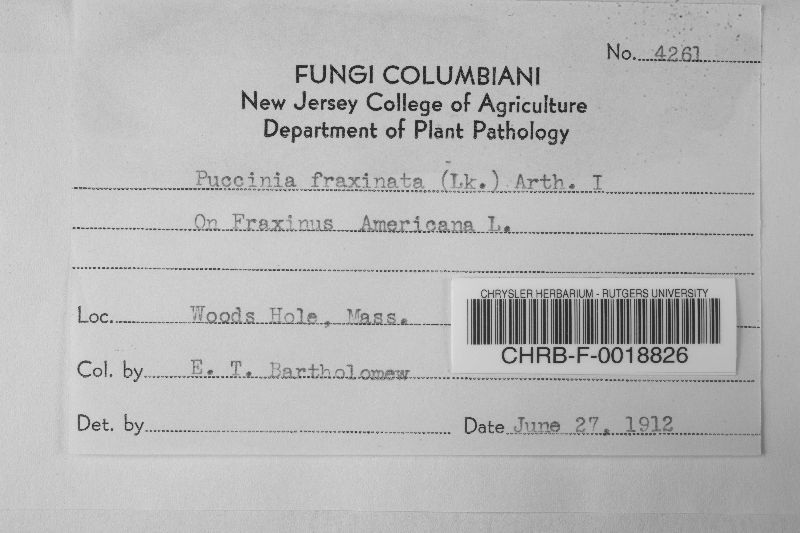 No. 4261
FUNGI COLUMBIANI
New Jersey College of Agriculture
Department of Plant Pathology
Puccinia fraxinata (Lk.) Arth. I
On Fraxinus Americana L.
Loc. Woods Hole, Mass.
CHRYSLER HERBARIUM - RUTGERS UNIVERSITY
CHRB-F-0018826
Col. by E. T. Bartholomew
Det. by
Date June 27, 1912